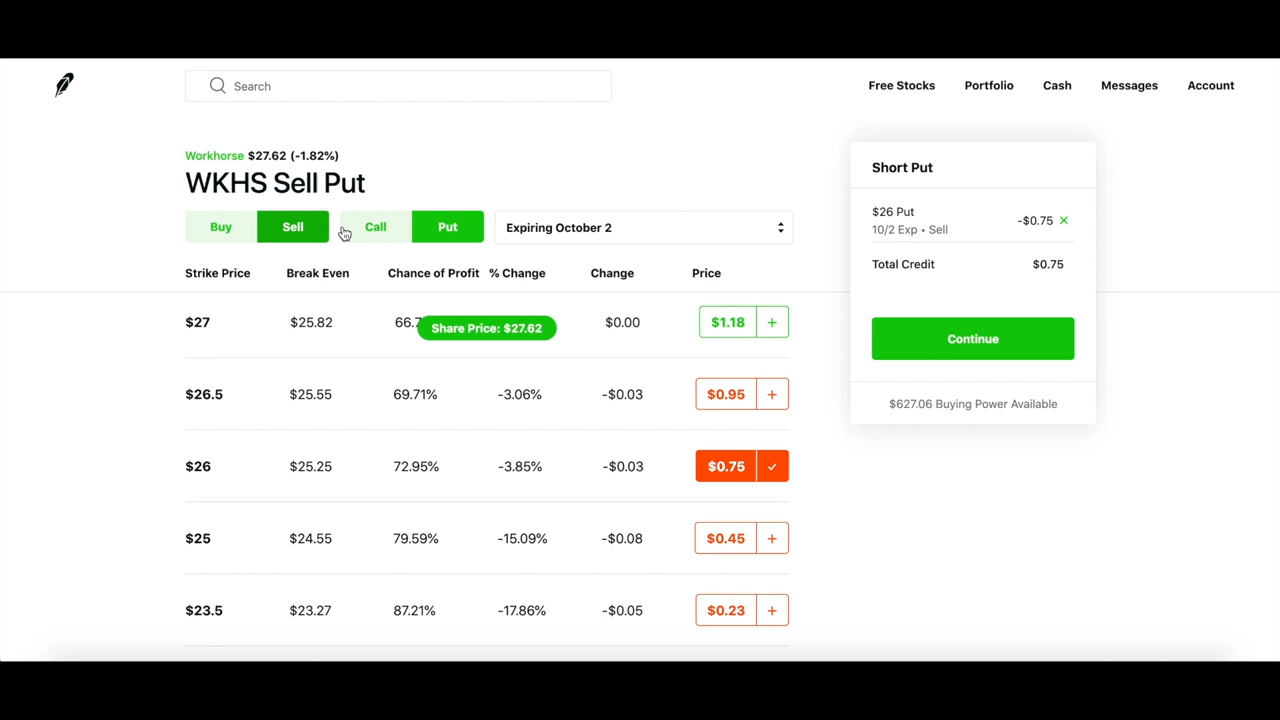 Search
Free Stocks Portfolio Cash Messages Account
Workhorse $27.62 (-1.82%)
WKHS Sell Put
Buy Sell Call Put Expiring October 2
Strike Price Break Even Chance of Profit % Change Change Price
$27 $25.82 66.7 Share Price: $27.62 $0.00 $1.18 +
$26.5 $25.55 69.71% -3.06% -$0.03 $0.95 +
$26 $25.25 72.95% -3.85% -$0.03 $0.75
$25 $24.55 79.59% -15.09% -$0.08 $0.45 +
$23.5 $23.27 87.21% -17.86% -$0.05 $0.23 +
Short Put
$26 Put
-$0.75
10/2 Exp • Sell
Total Credit $0.75
Continue
$627.06 Buying Power Available